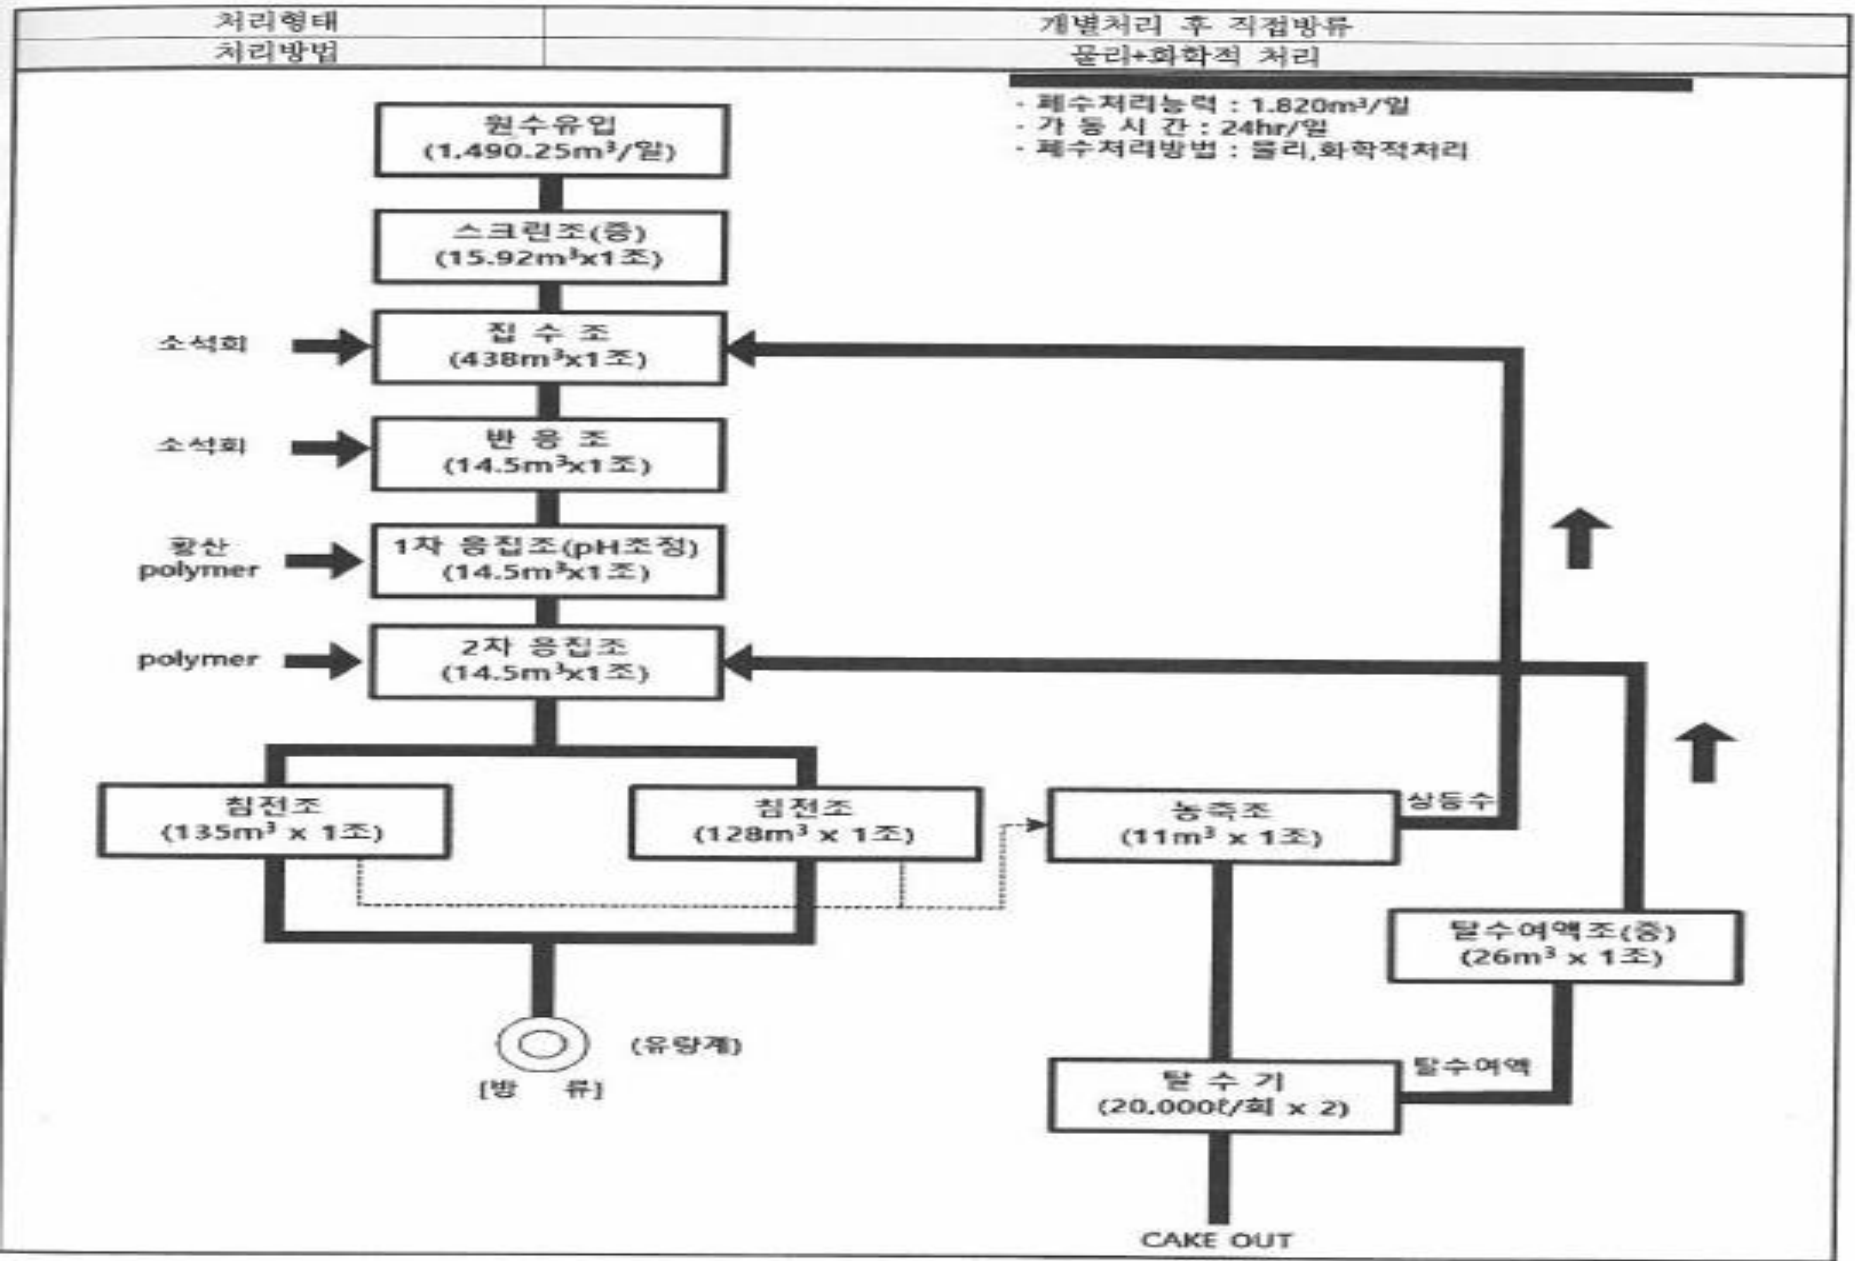 처리형태
개별처리 후 직접방류
처리방법
물리+화학적 처리
- 폐수처리능력 : 1.820m³/일
- 가 동 시 간 : 24hr/일
- 폐수처리방법 : 물리,화학적처리
원수유입
(1.490.25m³/일)
스크린조(중)
(15.92m³x1조)
소석회
집 수 조
(438m³x1조)
소석회
반 응 조
(14.5m³x1조)
황산
polymer
1차 응집조(pH조정)
(14.5m³x1조)
polymer
2차 응집조
(14.5m³x1조)
침전조
(135m³ x 1조)
침전조
(128m³ x 1조)
농축조
(11m³ x 1조)
상등수
탈수여액조(중)
(26m³ x 1조)
(유량계)
[방 류]
탈 수 기
(20.000ℓ/회 x 2)
탈수여액
CAKE OUT